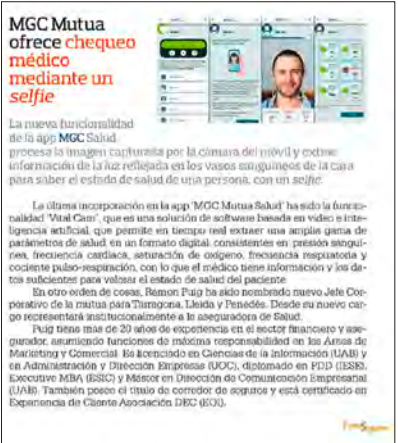 MGC Mutua
ofrece chequeo
médico
mediante un
selfie
La nueva funcionalidad
de la app MGC Salud
procesa la imagen capturada por la cámara del móvil y extrae
información de la luz reflejada en los vasos sanguíneos de la cara
para saber el estado de salud de una persona, con un selfie.
La última incorporación en la app 'MGC Mutua Salud' ha sido la funcio-
nalidad 'Vital Cam', que es una solución de software basada en video e inte-
ligencia artificial, que permite en tiempo real extraer una amplia gama de
parámetros de salud, en un formato digital, consistentes en: presión sanguí-
nea, frecuencia cardiaca, saturación de oxígeno, frecuencia respiratoria y
cociente pulso-respiración, con lo que el médico tiene información y los da-
tos suficientes para valorar el estado de salud del paciente.
En otro orden de cosas, Ramon Puig ha sido nombrado nuevo Jefe Cor-
porativo de la mutua para Tarragona, Lleida y Penedés. Desde su nuevo car-
go representará institucionalmente a la aseguradora de Salud.
Puig tiene más de 20 años de experiencia en el sector financiero y ase-
gurador, asumiendo funciones de máxima responsabilidad en las Áreas de
Marketing y Comercial. Es licenciado en Ciencias de la Información (UAB) y
en Administración y Dirección Empresas (UOC), diplomado en PDD (IESE),
Executive MBA (ESIC) y Máster en Dirección de Comunicación Empresarial
(UAB). También posee el título de corredor de seguros y está certificado en
Experiencia de Cliente Asociación DEC (EOI).